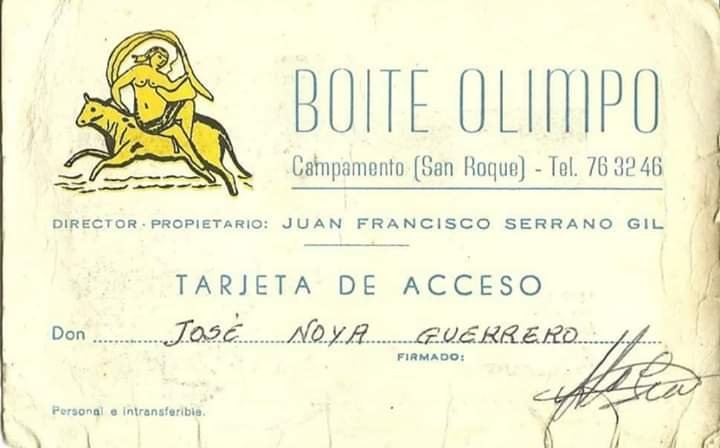 BOITE OLIMPO
Campamento (San Roque) - Tel. 76 32 46
DIRECTOR - PROPIETARIO: JUAN FRANCISCO SERRANO GIL
TARJETA DE ACCESO
Don JOSÉ NOYA GUERRERO
FIRMADO:
Personal e intransferible.